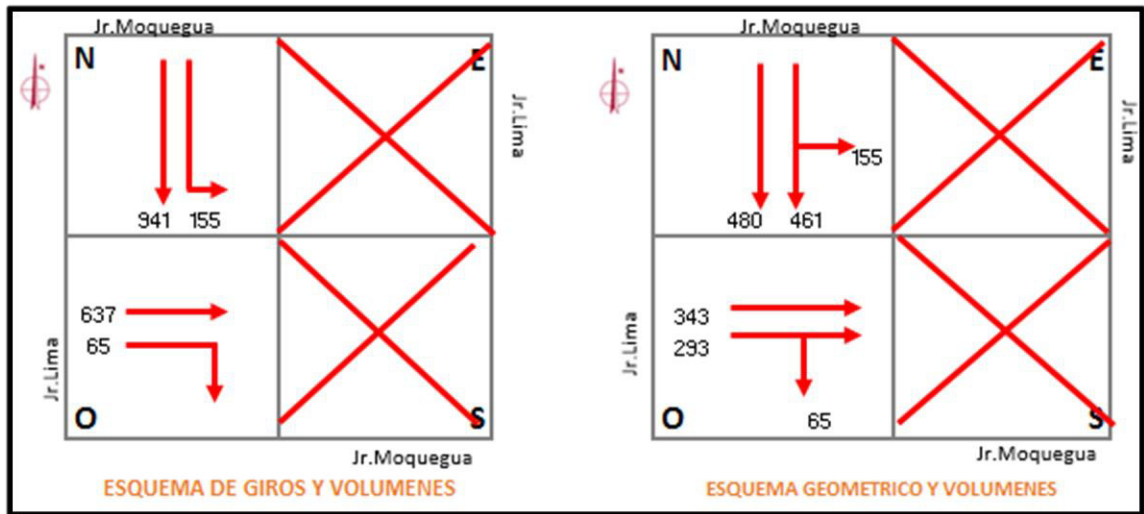 Jr.Moquegua
N
E
Jr.Lima
941 155
637
65
Jr.Lima
O
S
Jr.Moquegua
ESQUEMA DE GIROS Y VOLUMENES
Jr.Moquegua
N
E
Jr.Lima
155
480 461
343
293
Jr.Lima
65
O
S
Jr.Moquegua
ESQUEMA GEOMETRICO Y VOLUMENES